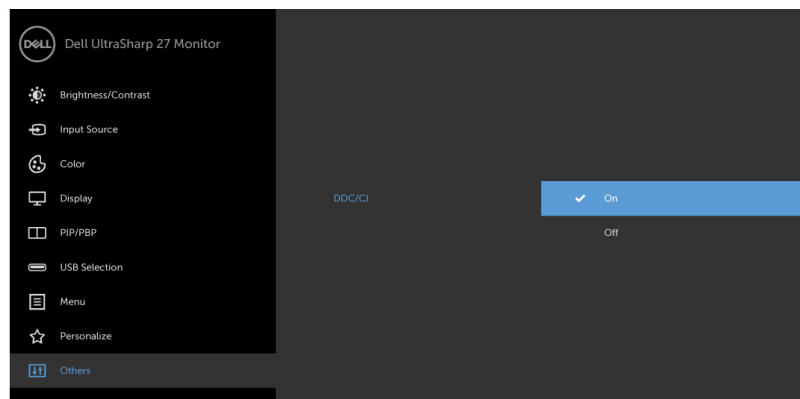 DELL
Dell UltraSharp 27 Monitor
Brightness/Contrast
Input Source
Color
Display
DDC/CI
On
PIP/PBP
Off
USB Selection
Menu
Personalize
Others